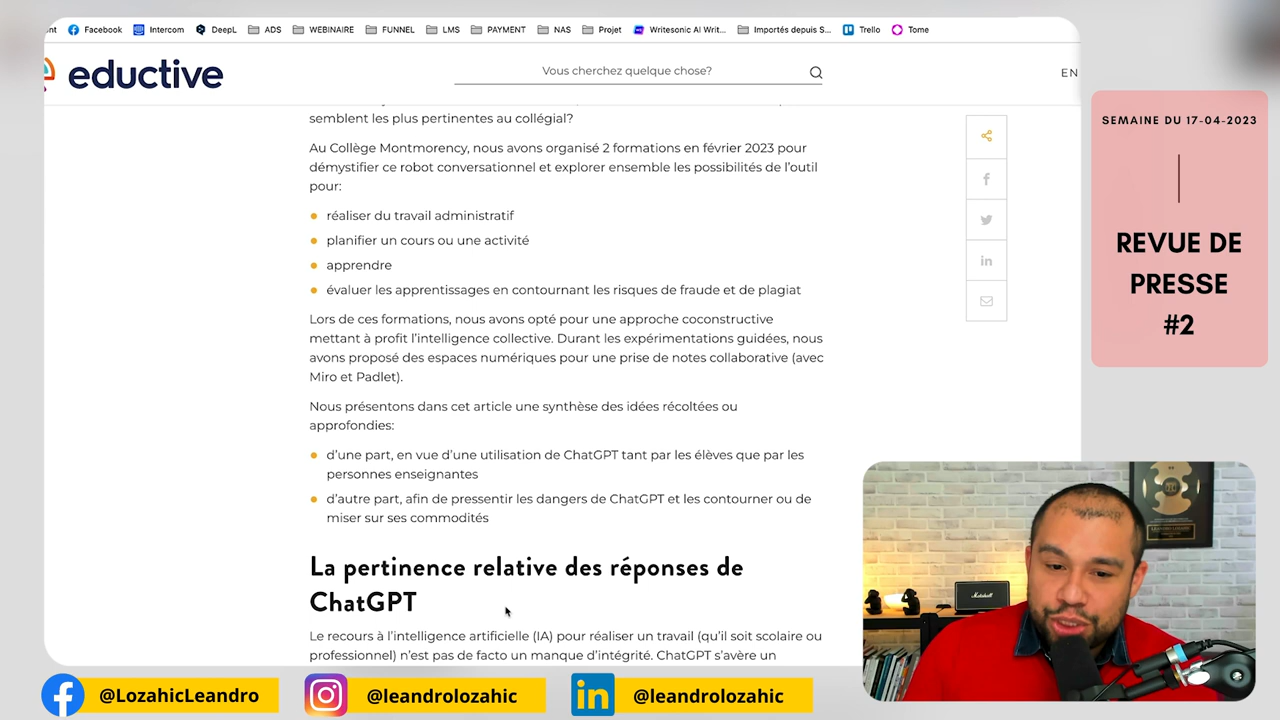 nt Facebook Intercom DeepL ADS WEBINAIRE FUNNEL LMS PAYMENT NAS Projet Writesonic AI Writ... Importés depuis S... Trello Tome
eductive
Vous cherchez quelque chose?
EN
semblent les plus pertinentes au collégial?
Au Collège Montmorency, nous avons organisé 2 formations en février 2023 pour
démystifier ce robot conversationnel et explorer ensemble les possibilités de l'outil
pour:
réaliser du travail administratif
planifier un cours ou une activité
apprendre
évaluer les apprentissages en contournant les risques de fraude et de plagiat
Lors de ces formations, nous avons opté pour une approche coconstructive
mettant à profit l'intelligence collective. Durant les expérimentations guidées, nous
avons proposé des espaces numériques pour une prise de notes collaborative (avec
Miro et Padlet).
Nous présentons dans cet article une synthèse des idées récoltées ou
approfondies:
d'une part, en vue d'une utilisation de ChatGPT tant par les élèves que par les
personnes enseignantes
d'autre part, afin de pressentir les dangers de ChatGPT et les contourner ou de
miser sur ses commodités
La pertinence relative des réponses de
ChatGPT
Le recours à l'intelligence artificielle (IA) pour réaliser un travail (qu'il soit scolaire ou
professionnel) n'est pas de facto un manque d'intégrité. ChatGPT s'avère un
SEMAINE DU 17-04-2023
REVUE DE
PRESSE
#2
Marshall
@LozahicLeandro
@leandrolozahic
@leandrolozahic